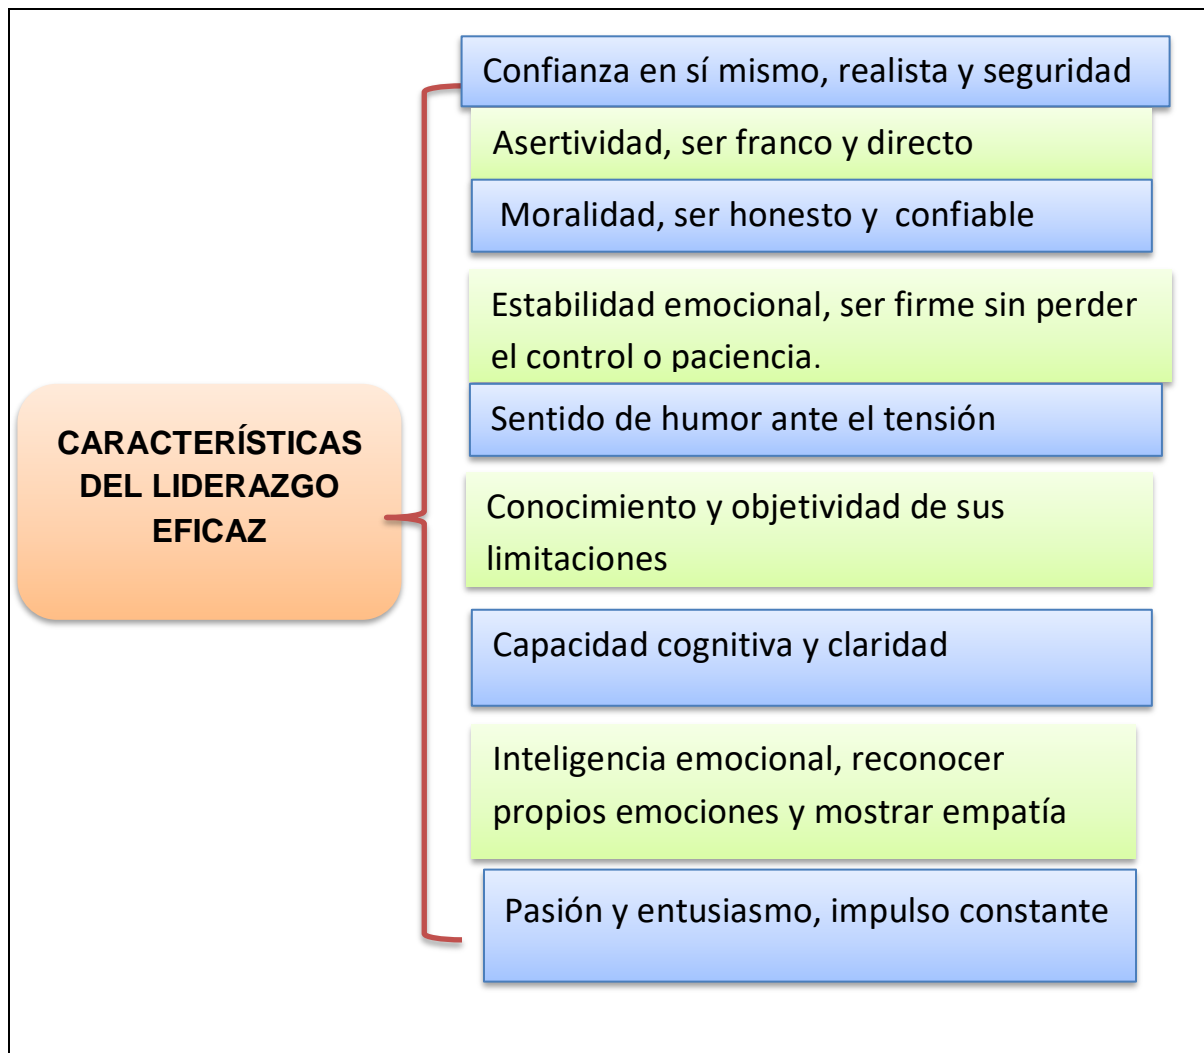 Confianza en sí mismo, realista y seguridad
Asertividad, ser franco y directo
Moralidad, ser honesto y  confiable
Estabilidad emocional, ser firme sin perder
el control o paciencia.
Sentido de humor ante el tensión
CARACTERÍSTICAS
DEL LIDERAZGO
EFICAZ
Conocimiento y objetividad de sus
limitaciones
Capacidad cognitiva y claridad
Inteligencia emocional, reconocer
propios emociones y mostrar empatía
Pasión y entusiasmo, impulso constante